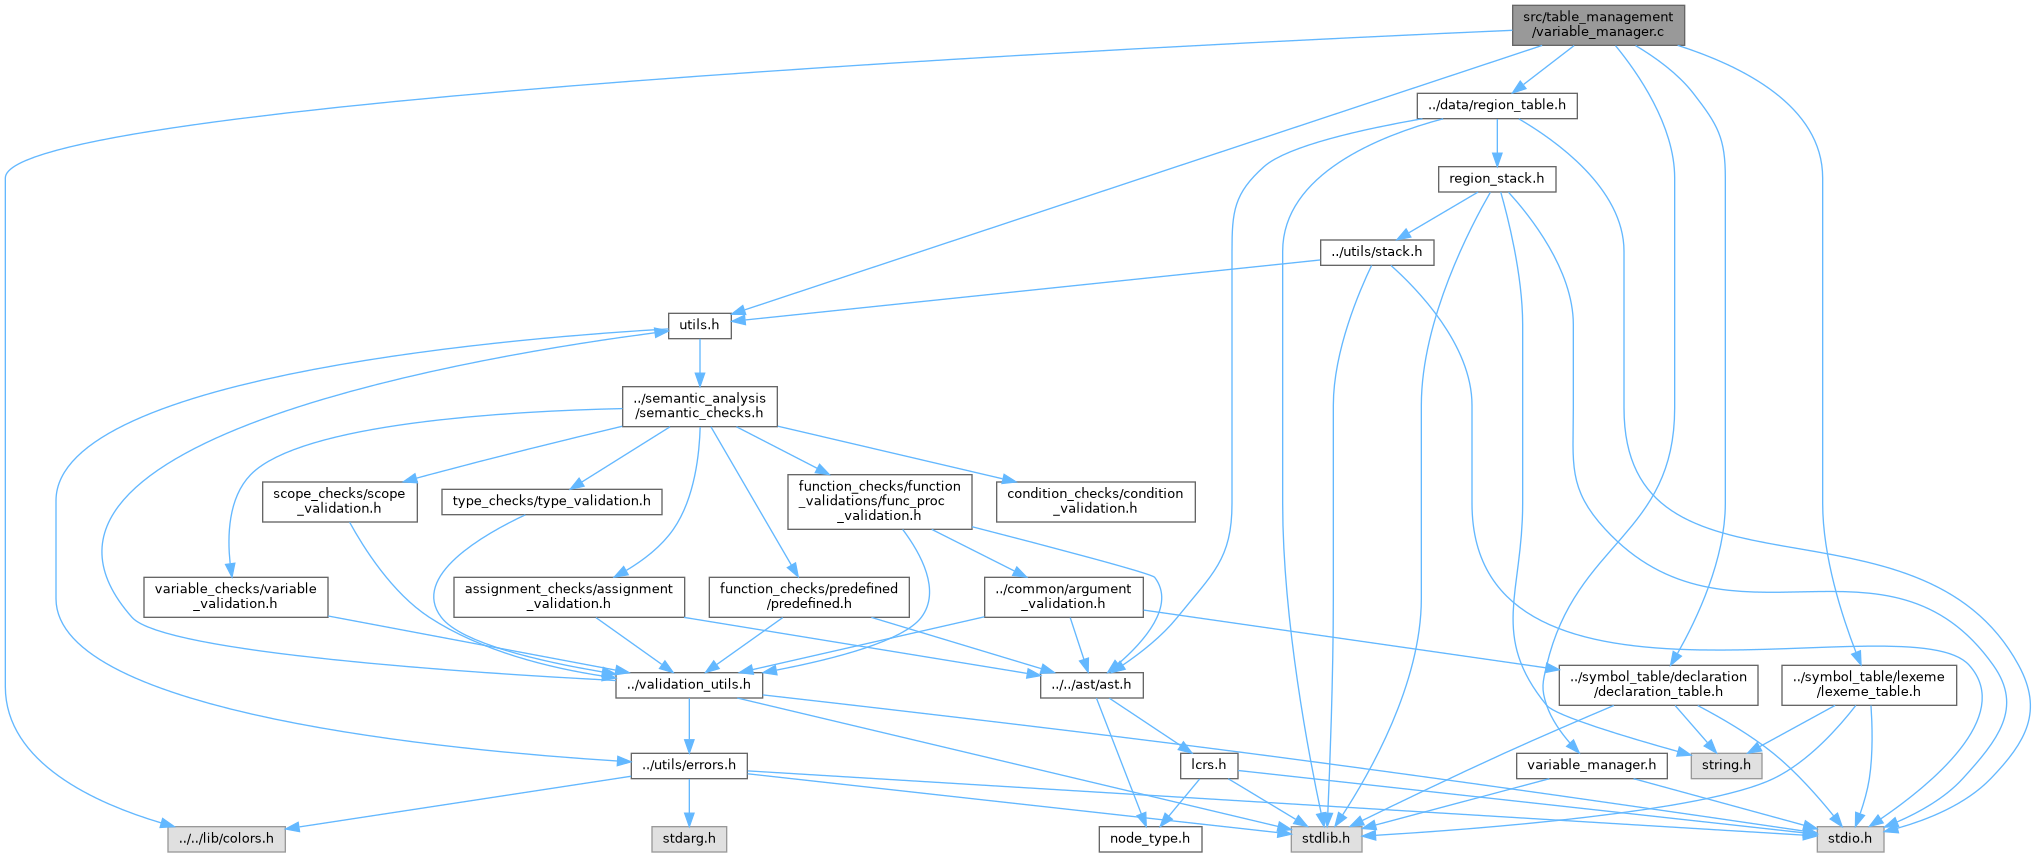 src/table_management
/variable_manager.c
../data/region_table.h
region_stack.h
../utils/stack.h
utils.h
../semantic_analysis
/semantic_checks.h
scope_checks/scope
_validation.h
type_checks/type_validation.h
function_checks/function
_validations/func_proc
_validation.h
condition_checks/condition
_validation.h
variable_checks/variable
_validation.h
assignment_checks/assignment
_validation.h
function_checks/predefined
/predefined.h
../common/argument
_validation.h
../validation_utils.h
../../ast/ast.h
../symbol_table/declaration
/declaration_table.h
../symbol_table/lexeme
/lexeme_table.h
../utils/errors.h
lcrs.h
variable_manager.h
string.h
../../lib/colors.h
stdarg.h
node_type.h
stdlib.h
stdio.h